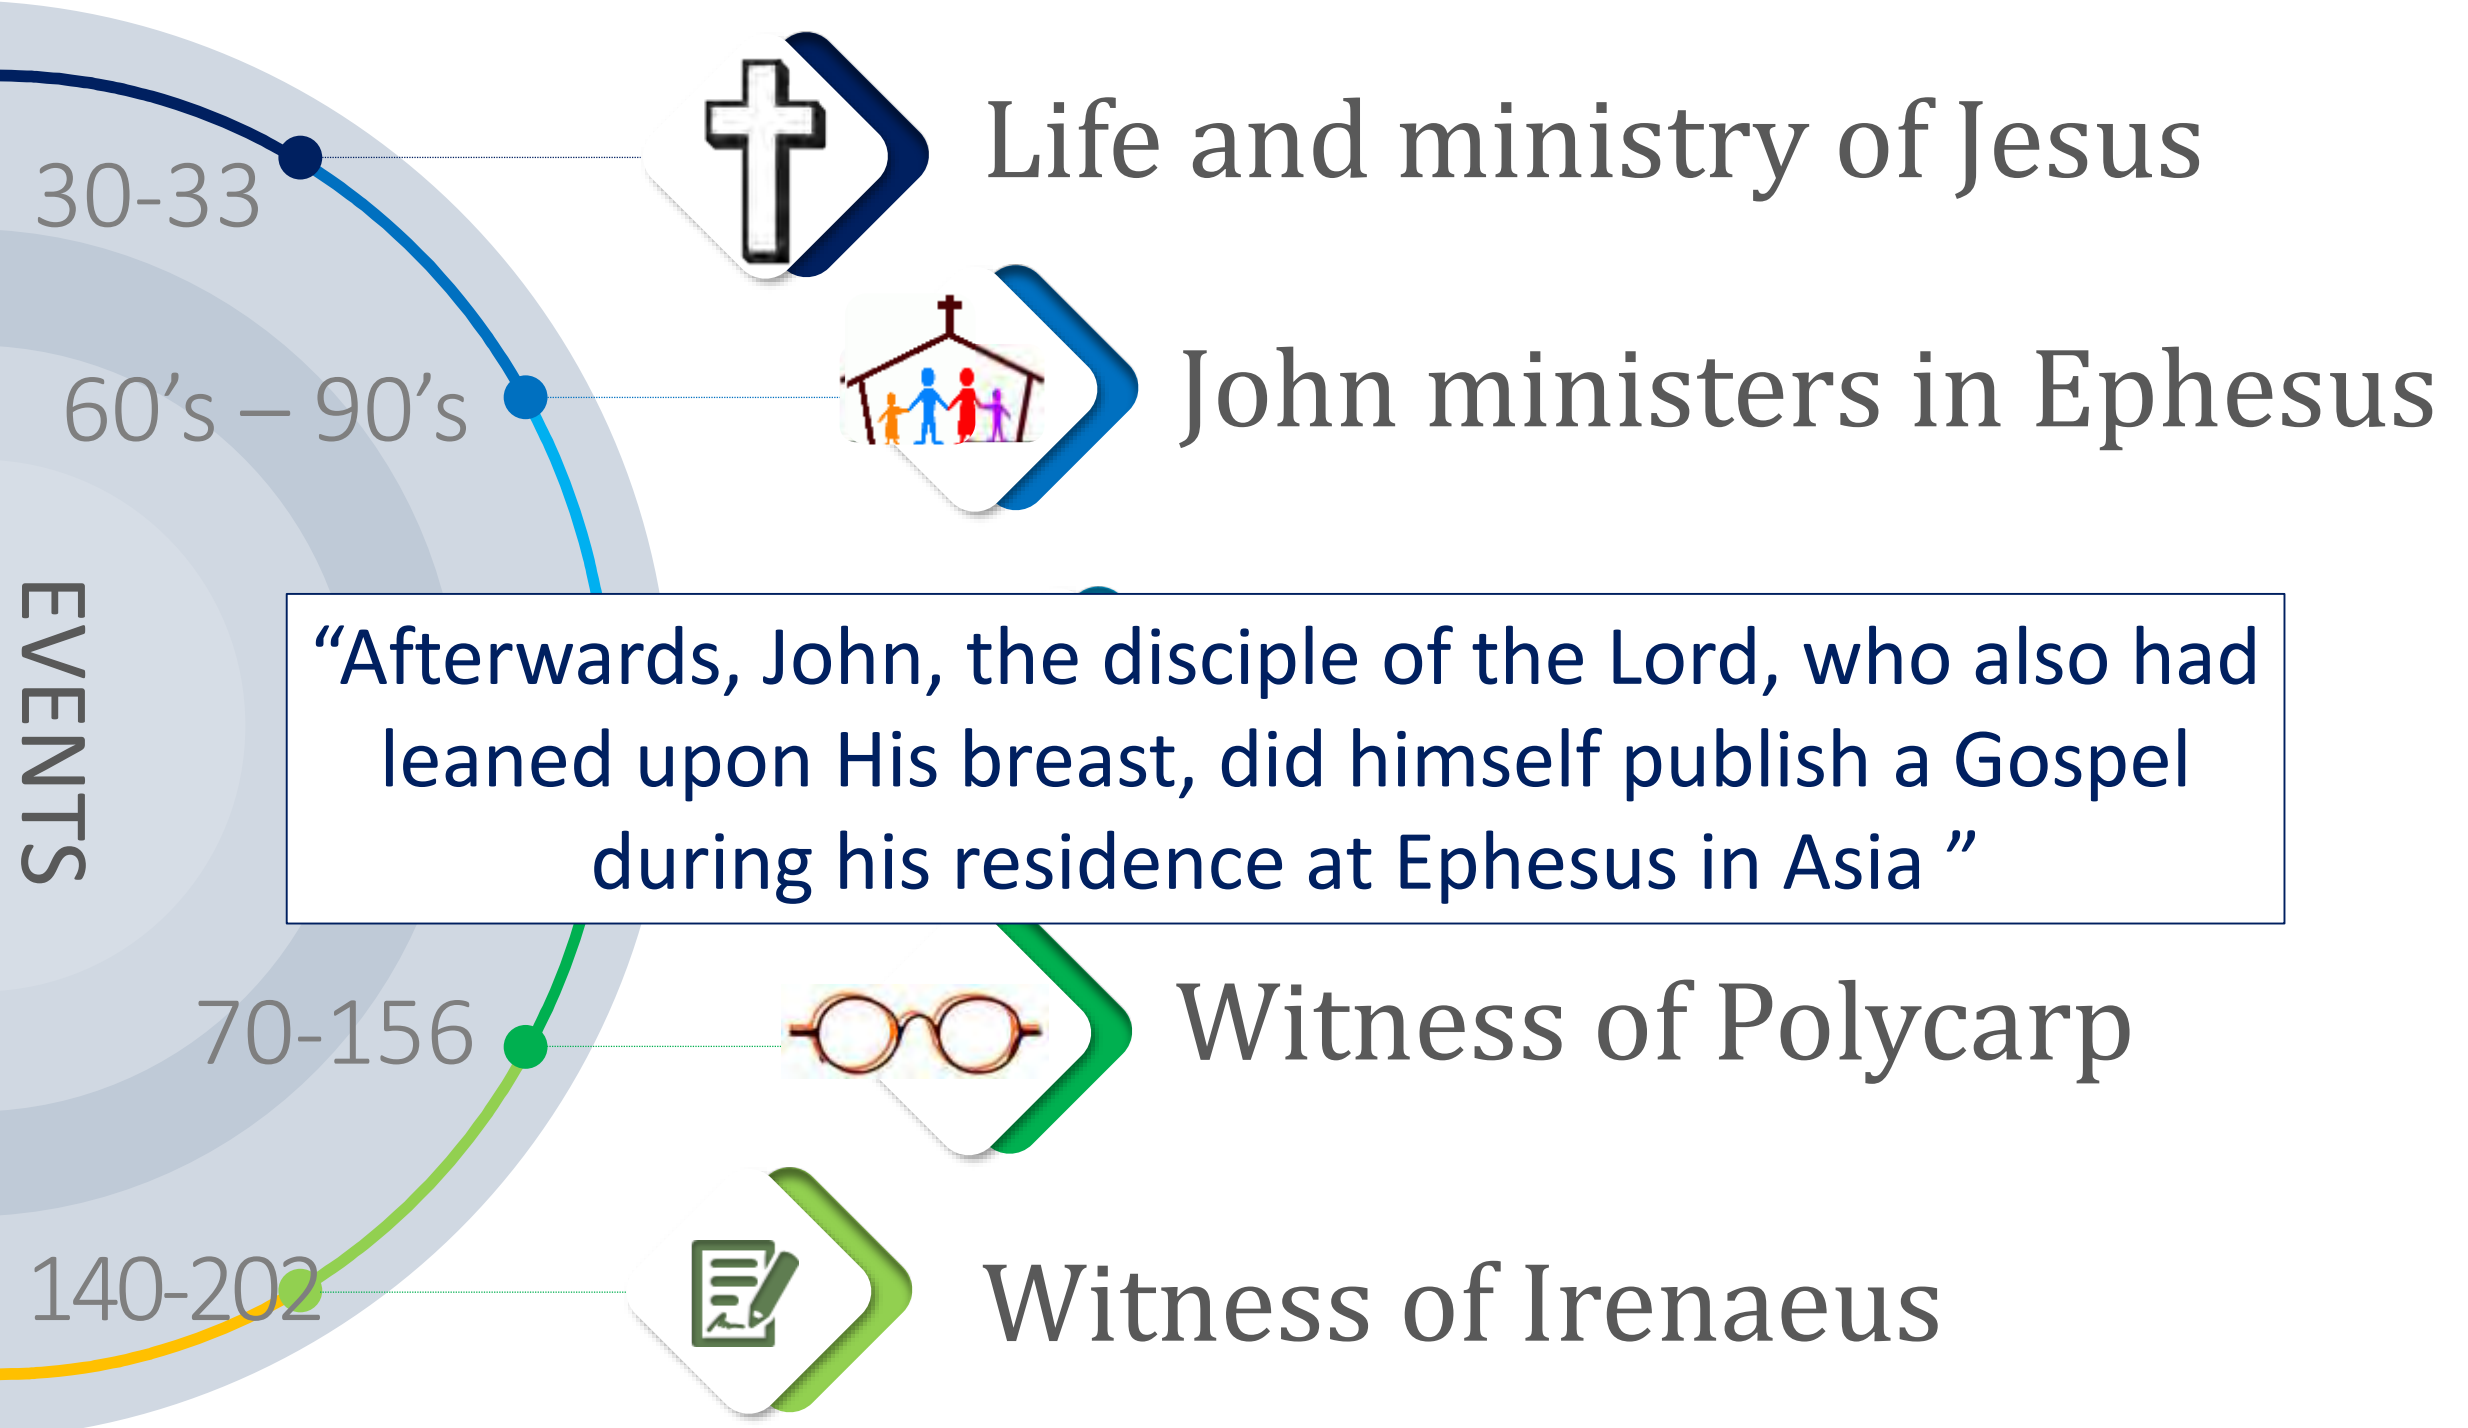 30-33
Life and ministry of Jesus
60’s – 90’s
John ministers in Ephesus
EVENTS
“Afterwards, John, the disciple of the Lord, who also had
leaned upon His breast, did himself publish a Gospel
during his residence at Ephesus in Asia ”
70-156
Witness of Polycarp
140-202
Witness of Irenaeus